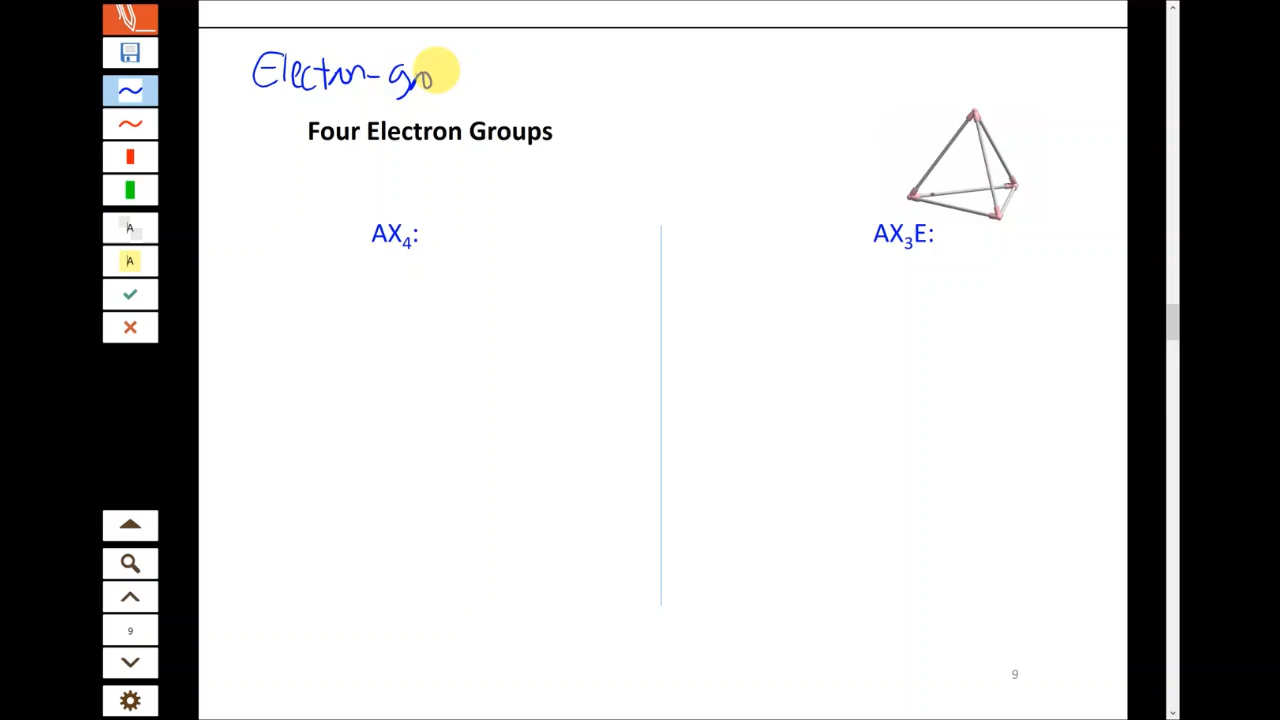 Electron-gro
Four Electron Groups
AX₄:
AX₃E:
A
A
9
9